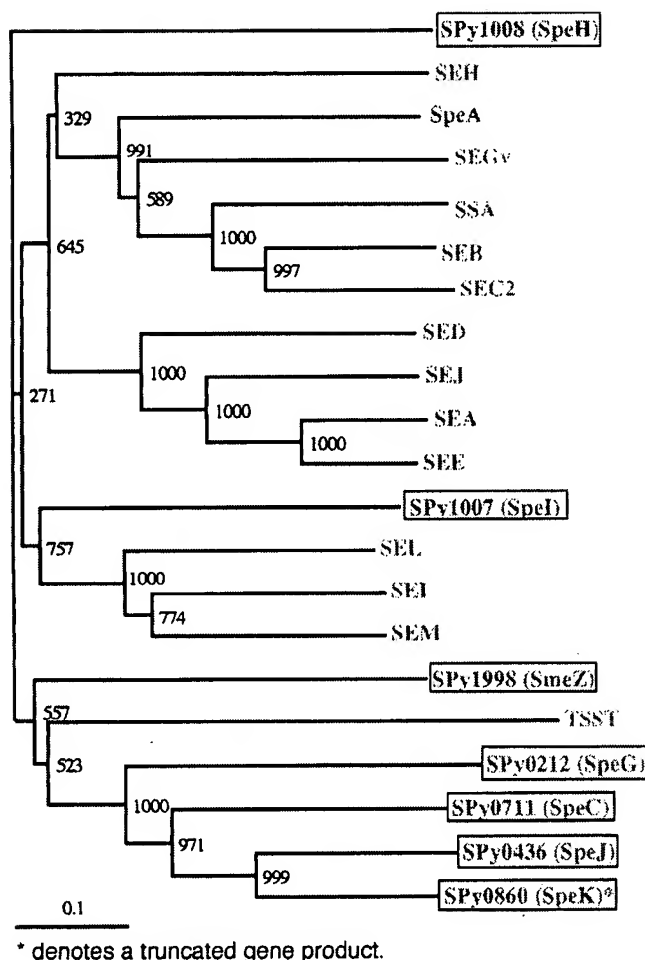 SPy1008 (SpeH)
SEH
329
SpeA
991
SEGv
589
SSA
1000
SEB
645
997
SEC2
SED
1000
SEJ
271
1000
SEA
1000
SEE
SPy1007 (SpeI)
757
SEL
1000
SEI
774
SEM
SPy1998 (SmeZ)
557
TSST
523
SPy0212 (SpeG)
1000
SPy0711 (SpeC)
971
SPy0436 (SpeJ)
999
SPy0860 (SpeK)*
0.1
* denotes a truncated gene product.